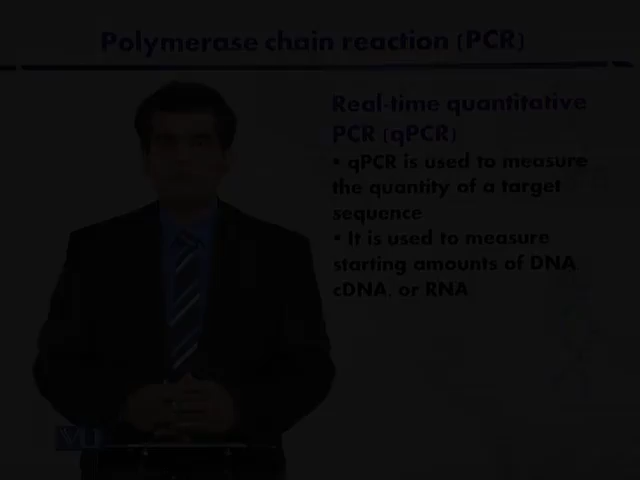 Polymerase chain reaction (PCR)
Real-time quantitative
PCR (qPCR)
• qPCR is used to measure
the quantity of a target
sequence
• It is used to measure
starting amounts of DNA,
cDNA, or RNA
VU